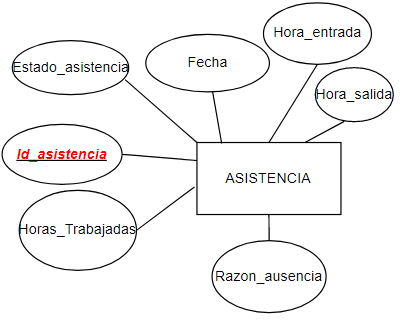 Hora_entrada
Estado_asistencia
Fecha
Hora_salida
Id_asistencia
ASISTENCIA
Horas_Trabajadas
Razon_ausencia